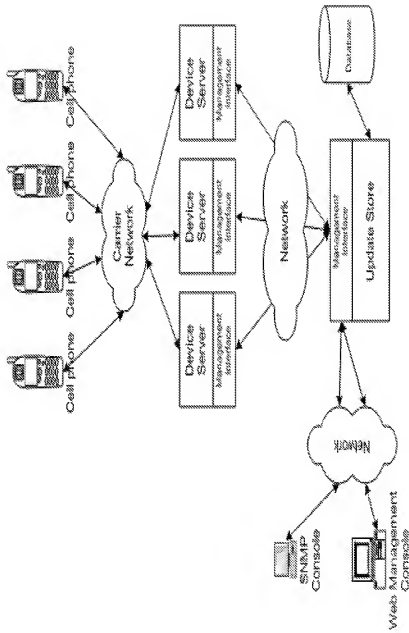 Cell phone
Cell phone
Cell phone
Cell phone
Carrier
Network
Device
Server
Management
Interface
Device
Server
Management
Interface
Device
Server
Management
Interface
Network
Management
Interface
Update Store
Database
Network
SNMP
Console
Web Management
Console